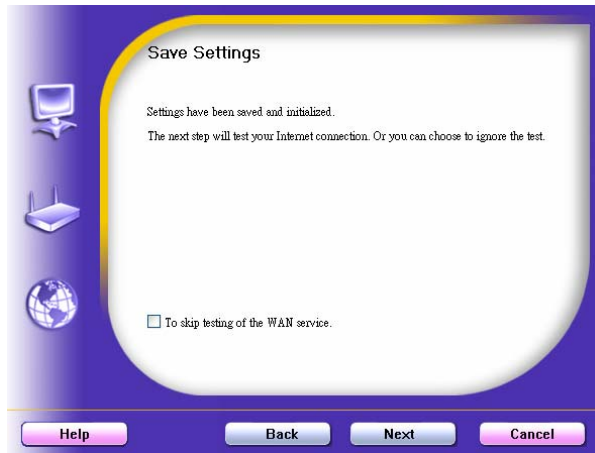 Save Settings
Settings have been saved and initialized.
The next step will test your Internet connection. Or you can choose to ignore the test.
To skip testing of the WAN service.
Help
Back
Next
Cancel